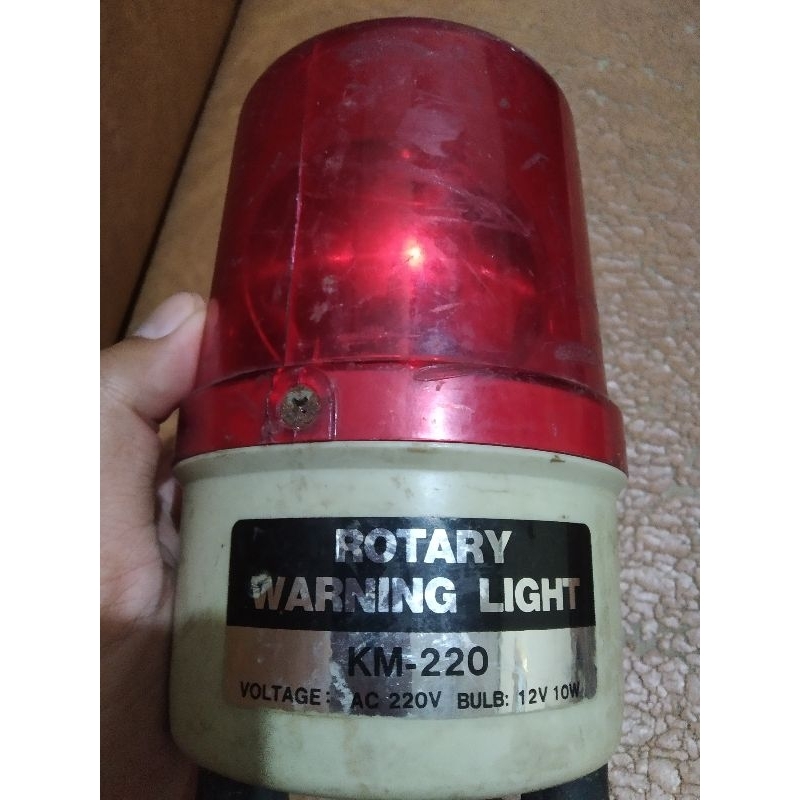 ROTARY
WARNING LIGHT
KM-220
VOLTAGE: AC 220V BULB: 12V 10W